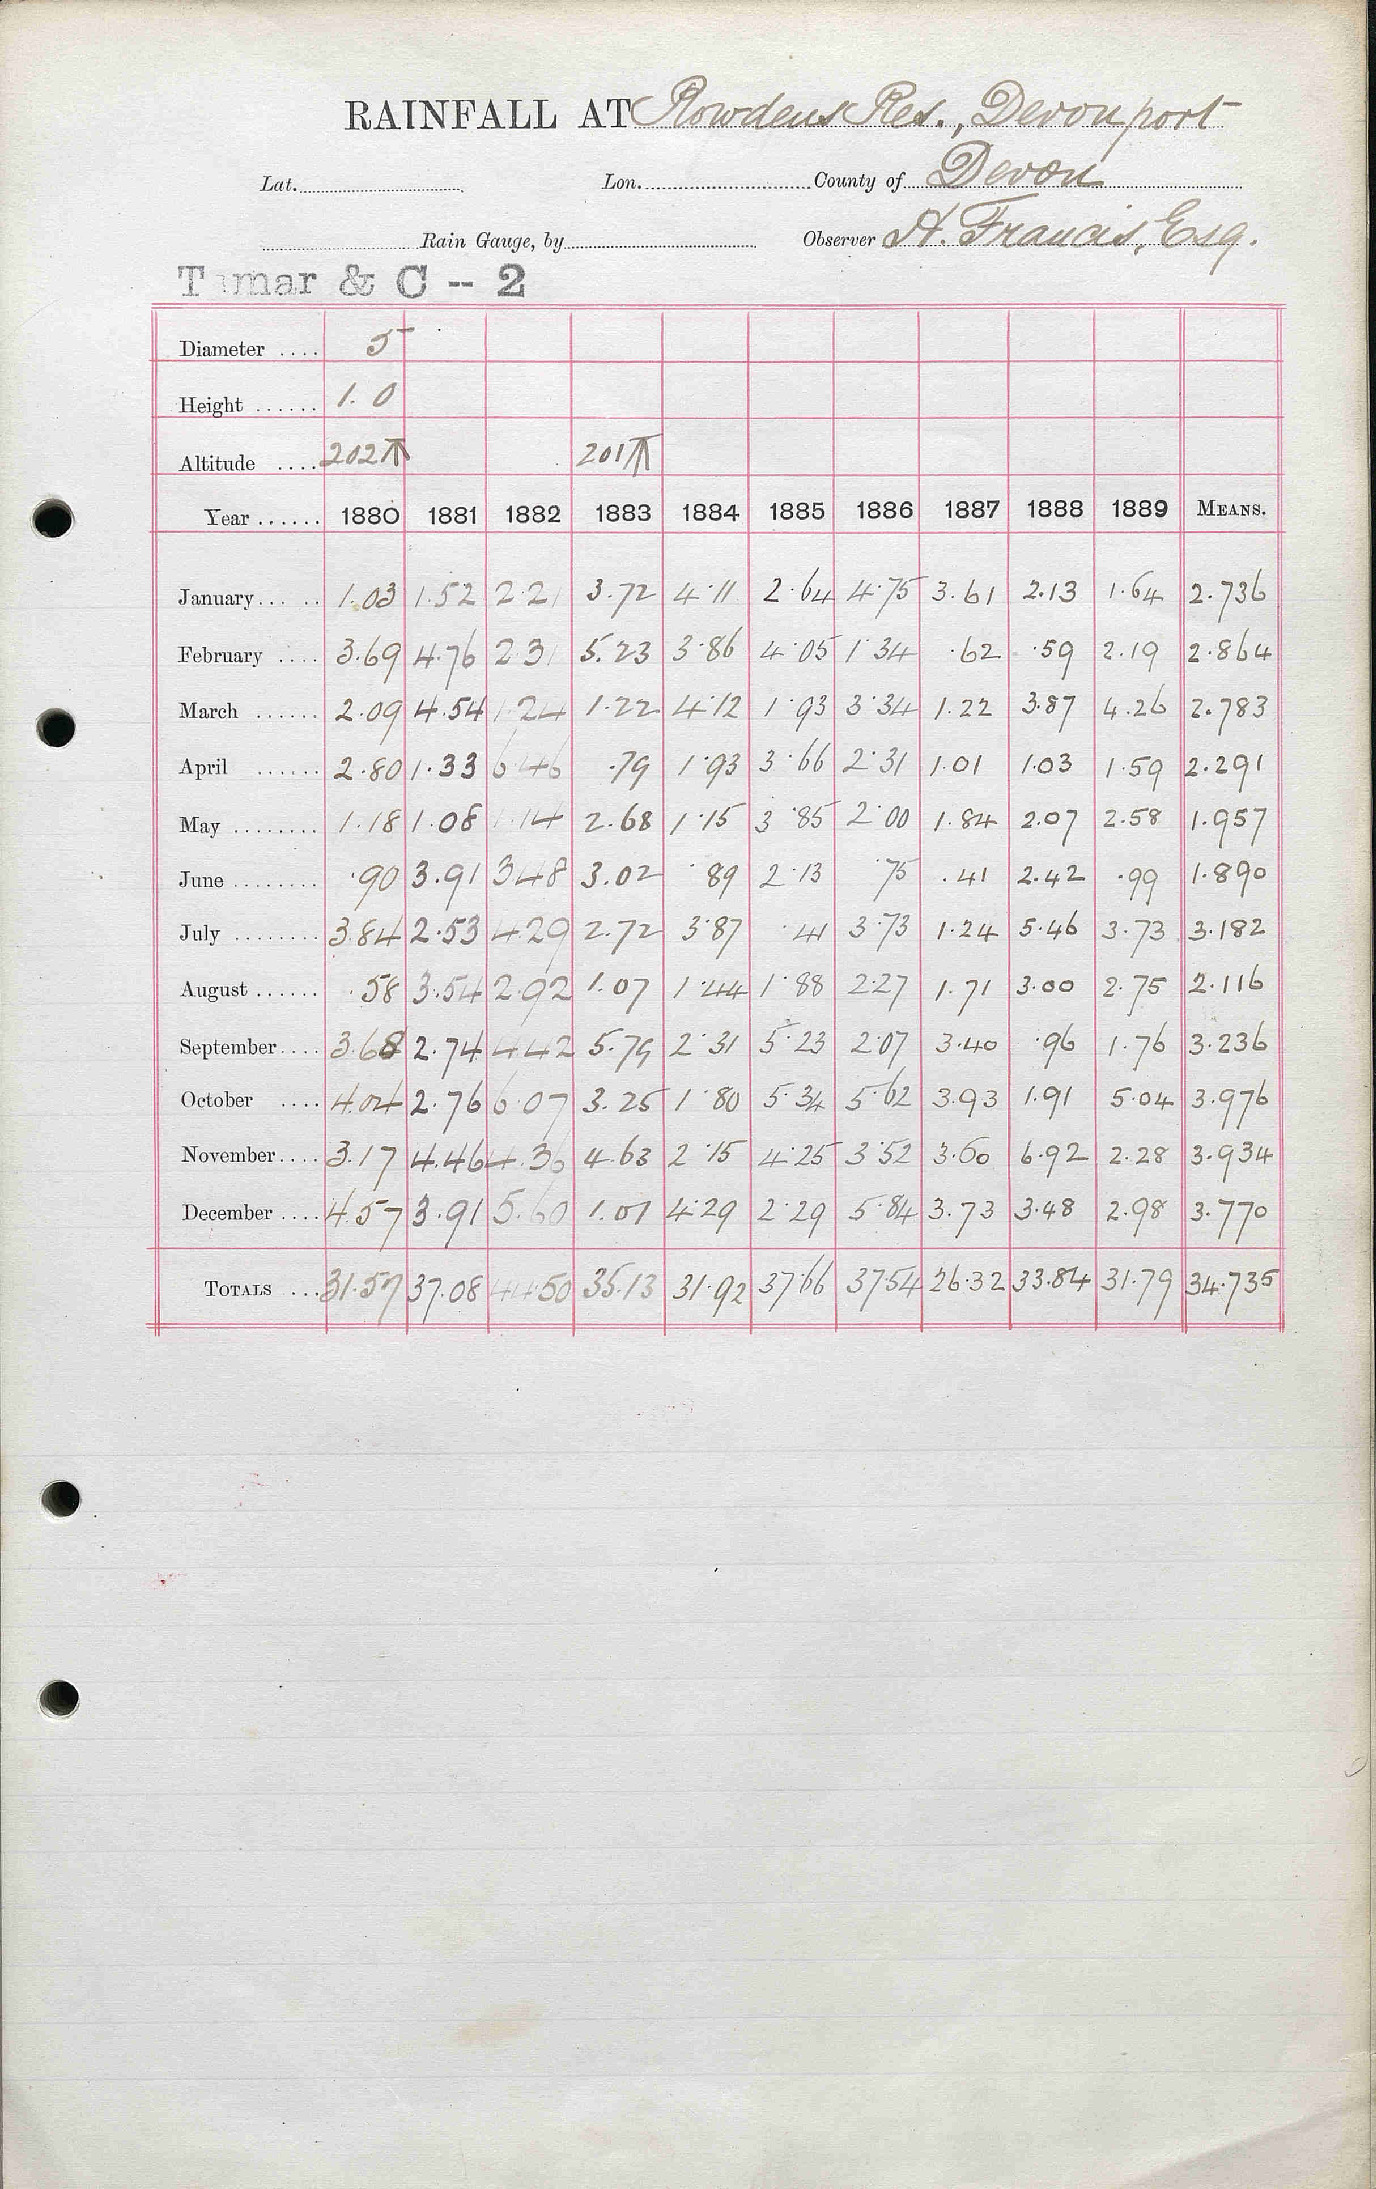 RAINFALL AT Rowdens Res., Devonport
Lat. Lon. County of Devon
Rain Gauge, by Observer H. Francis, Esq.
Tamar & C -- 2
Diameter .... 5
Height ...... 1.0
Altitude .... 202⩚ 201⩚
Year ...... 1880 1881 1882 1883 1884 1885 1886 1887 1888 1889 MEANS.
January ... 1.03 1.52 2.21 3.72 4.11 2.64 4.75 3.61 2.13 1.64 2.736
February .... 3.69 4.76 2.31 5.23 3.86 4.05 1.34 .62 .59 2.19 2.864
March ...... 2.09 4.54 1.24 1.22 4.12 1.93 3.34 1.22 3.87 4.26 2.783
April ...... 2.80 1.33 6.46 .79 1.93 3.66 2.31 1.01 1.03 1.59 2.291
May ........ 1.18 1.08 1.14 2.68 1.15 3.85 2.00 1.84 2.07 2.58 1.957
June ........ .90 3.91 3.48 3.02 .89 2.13 .75 .41 2.42 .99 1.890
July ........ 3.84 2.53 4.29 2.72 3.87 .41 3.73 1.24 5.46 3.73 3.182
August ...... .58 3.54 2.92 1.07 1.44 1.88 2.27 1.71 3.00 2.75 2.116
September .... 3.68 2.74 4.42 5.79 2.31 5.23 2.07 3.40 .96 1.76 3.236
October .... 4.04 2.76 6.07 3.25 1.80 5.34 5.62 3.93 1.91 5.04 3.976
November .... 3.17 4.46 4.36 4.63 2.15 4.25 3.52 3.60 6.92 2.28 3.934
December .... 4.57 3.91 5.60 1.01 4.29 2.29 5.84 3.73 3.48 2.98 3.770
TOTALS ... 31.57 37.08 44.50 35.13 31.92 37.66 37.54 26.32 33.84 31.79 34.735